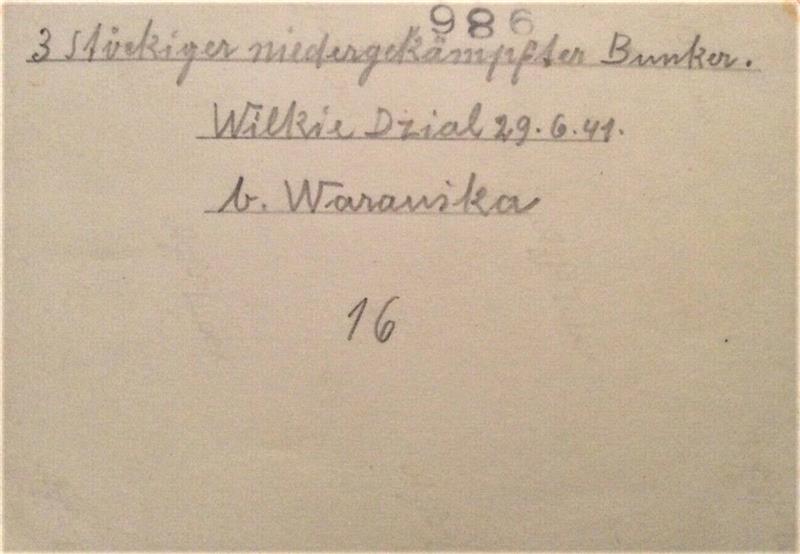 986
3 Stöckiger niedergekämpfter Bunker.
Wilkie Dzial 29.6.41.
b. Warauska
16